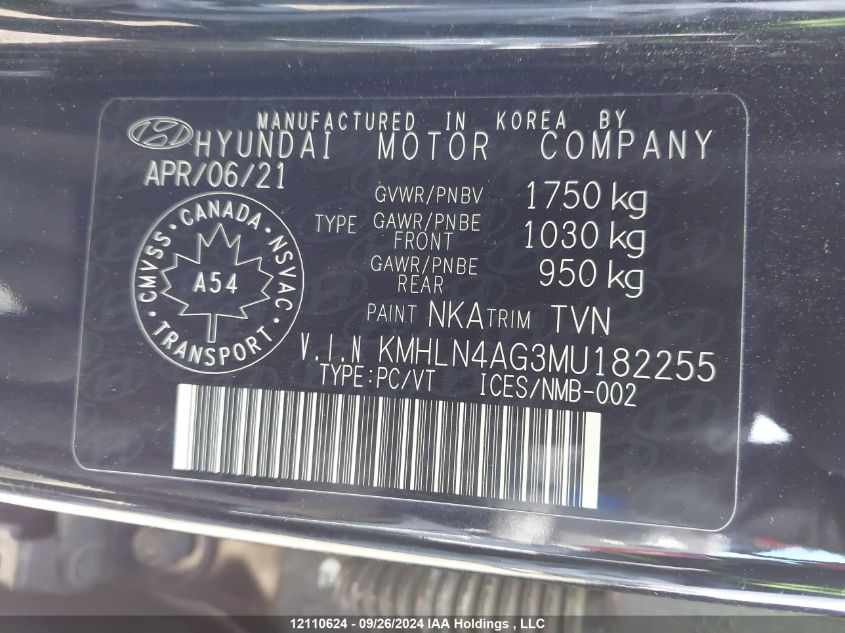 MANUFACTURED IN KOREA BY
HYUNDAI MOTOR COMPANY
APR/06/21
GVWR/PNBV 1750 kg
TYPE GAWR/PNBE FRONT 1030 kg
GAWR/PNBE REAR 950 kg
PAINT NKA TRIM TVN
CMVSS · CANADA · NSVAC
A54
TRANSPORT
V.I.N KMHLN4AG3MU182255
TYPE:PC/VT ICES/NMB-002
12110624 - 09/26/2024 IAA Holdings , LLC